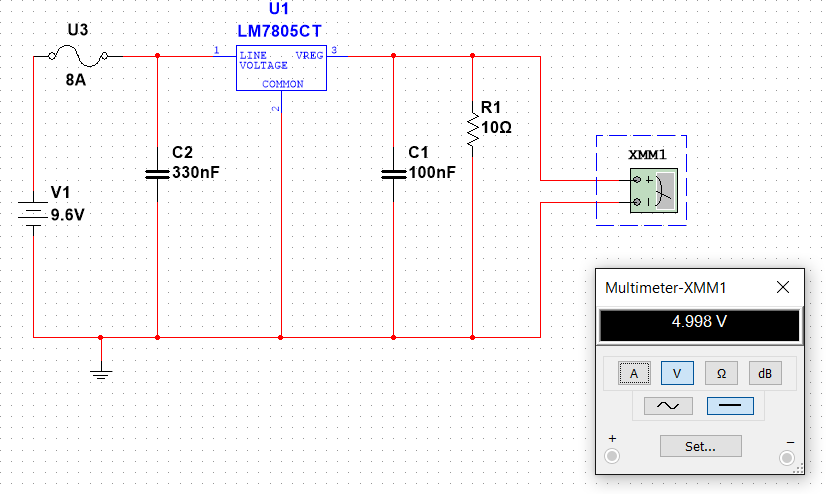 U1
LM7805CT
U3
8A
1
LINE VREG
VOLTAGE
COMMON
3
2
R1
10Ω
C2
330nF
C1
100nF
V1
9.6V
XMM1
+
Multimeter-XMM1
4.998 V
A
V
Ω
dB
+
Set...
−